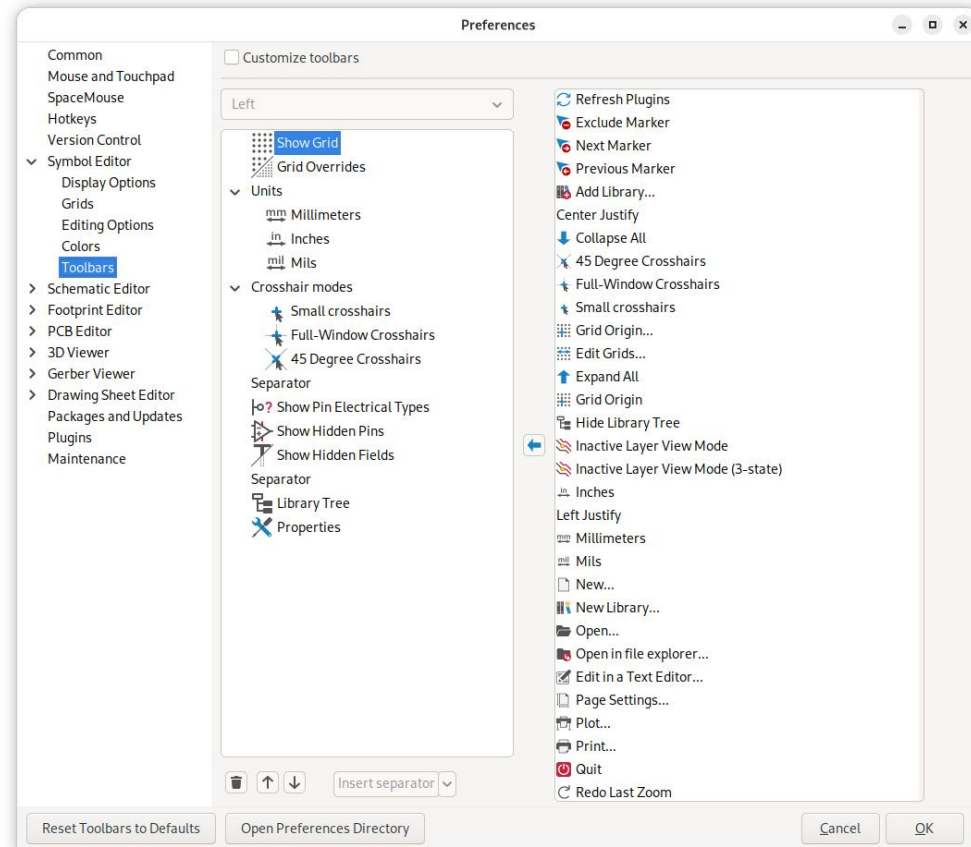 Preferences
Common
Mouse and Touchpad
SpaceMouse
Hotkeys
Version Control
Symbol Editor
Display Options
Grids
Editing Options
Colors
Toolbars
Schematic Editor
Footprint Editor
PCB Editor
3D Viewer
Gerber Viewer
Drawing Sheet Editor
Packages and Updates
Plugins
Maintenance
Customize toolbars
Left
Show Grid
Grid Overrides
Units
mm Millimeters
in Inches
mil Mils
Crosshair modes
Small crosshairs
Full-Window Crosshairs
45 Degree Crosshairs
Separator
Show Pin Electrical Types
Show Hidden Pins
Show Hidden Fields
Separator
Library Tree
Properties
Insert separator
Refresh Plugins
Exclude Marker
Next Marker
Previous Marker
Add Library...
Center Justify
Collapse All
45 Degree Crosshairs
Full-Window Crosshairs
Small crosshairs
Grid Origin...
Edit Grids...
Expand All
Grid Origin
Hide Library Tree
Inactive Layer View Mode
Inactive Layer View Mode (3-state)
in Inches
Left Justify
mm Millimeters
mil Mils
New...
New Library...
Open...
Open in file explorer...
Edit in a Text Editor...
Page Settings...
Plot...
Print...
Quit
Redo Last Zoom
Reset Toolbars to Defaults
Open Preferences Directory
Cancel
OK